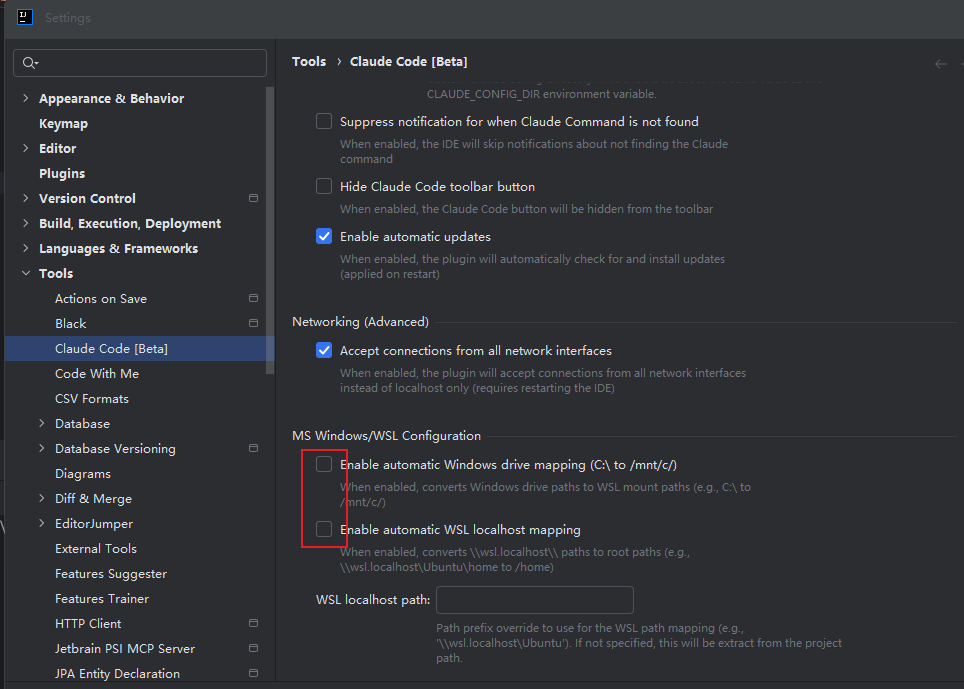 Settings
Appearance & Behavior
Keymap
Editor
Plugins
Version Control
Build, Execution, Deployment
Languages & Frameworks
Tools
Actions on Save
Black
Claude Code [Beta]
Code With Me
CSV Formats
Database
Database Versioning
Diagrams
Diff & Merge
EditorJumper
External Tools
Features Suggester
Features Trainer
HTTP Client
Jetbrain PSI MCP Server
JPA Entity Declaration
Tools › Claude Code [Beta]
CLAUDE_CONFIG_DIR environment variable.
Suppress notification for when Claude Command is not found
When enabled, the IDE will skip notifications about not finding the Claude
command
Hide Claude Code toolbar button
When enabled, the Claude Code button will be hidden from the toolbar
Enable automatic updates
When enabled, the plugin will automatically check for and install updates
(applied on restart)
Networking (Advanced)
Accept connections from all network interfaces
When enabled, the plugin will accept connections from all network interfaces
instead of localhost only (requires restarting the IDE)
MS Windows/WSL Configuration
Enable automatic Windows drive mapping (C:\ to /mnt/c/)
When enabled, converts Windows drive paths to WSL mount paths (e.g., C:\ to
/mnt/c/)
Enable automatic WSL localhost mapping
When enabled, converts \\wsl.localhost\\ paths to root paths (e.g.,
\\wsl.localhost\Ubuntu\home to /home)
WSL localhost path:
Path prefix override to use for the WSL path mapping (e.g.,
'\\wsl.localhost\Ubuntu'). If not specified, this will be extract from the project
path.